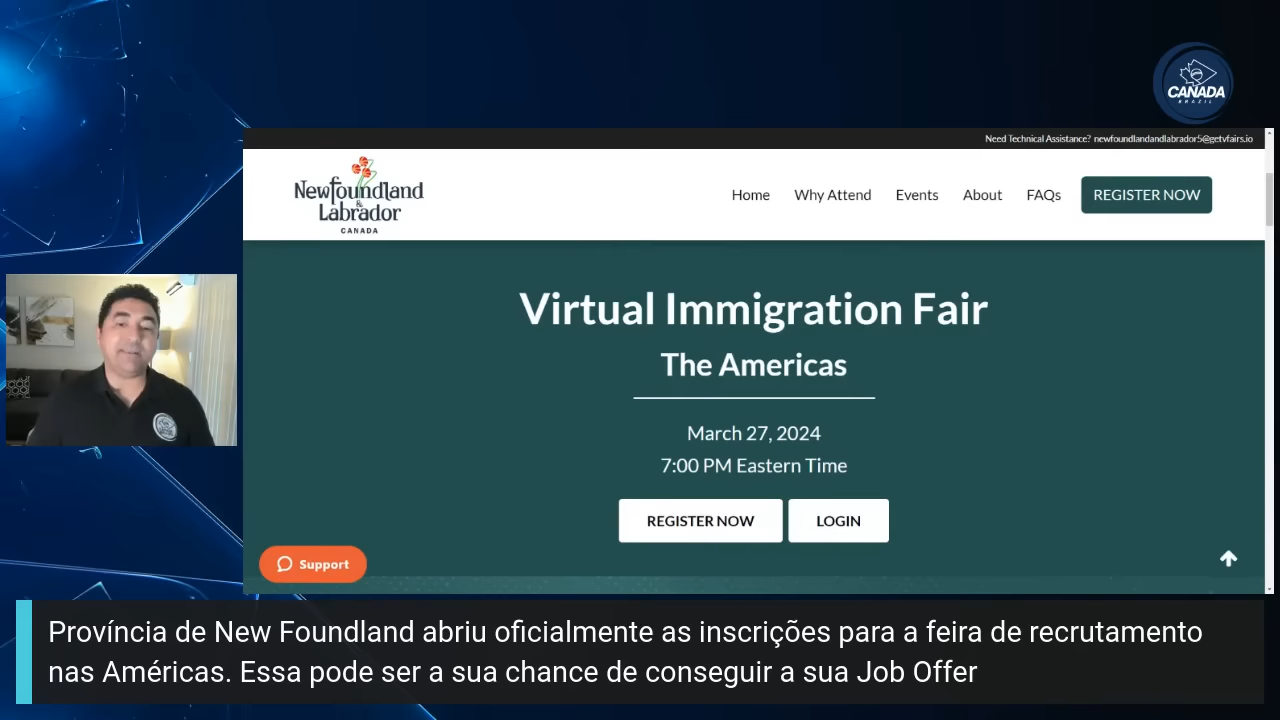 CANADA
BRAZIL
Need Technical Assistance? newfoundlandandlabrador5@getvfairs.io
Newfoundland
&
Labrador
CANADA
Home Why Attend Events About FAQs REGISTER NOW
Virtual Immigration Fair
The Americas
March 27, 2024
7:00 PM Eastern Time
REGISTER NOW LOGIN
Support
Província de New Foundland abriu oficialmente as inscrições para a feira de recrutamento
nas Américas. Essa pode ser a sua chance de conseguir a sua Job Offer